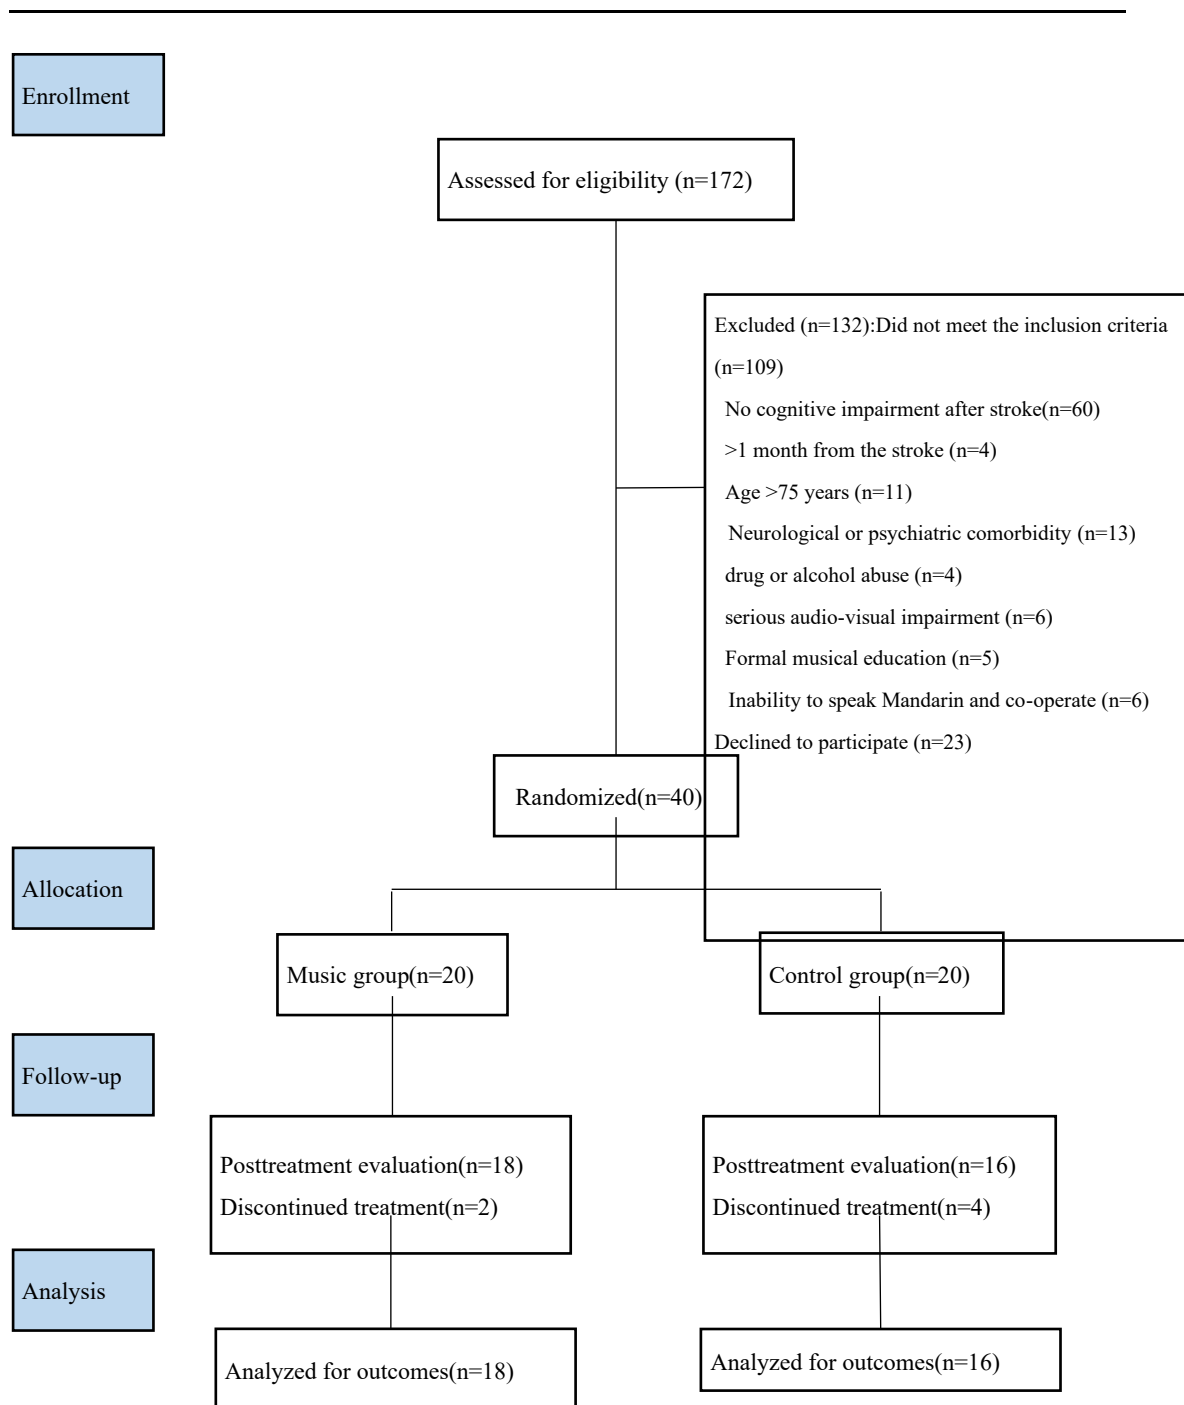 Enrollment
Assessed for eligibility (n=172)
Excluded (n=132):Did not meet the inclusion criteria
(n=109)
No cognitive impairment after stroke(n=60)
>1 month from the stroke (n=4)
Age >75 years (n=11)
Neurological or psychiatric comorbidity (n=13)
drug or alcohol abuse (n=4)
serious audio-visual impairment (n=6)
Formal musical education (n=5)
Inability to speak Mandarin and co-operate (n=6)
Declined to participate (n=23)
Randomized(n=40)
Allocation
Music group(n=20)
Control group(n=20)
Follow-up
Posttreatment evaluation(n=18)
Discontinued treatment(n=2)
Posttreatment evaluation(n=16)
Discontinued treatment(n=4)
Analysis
Analyzed for outcomes(n=18)
Analyzed for outcomes(n=16)